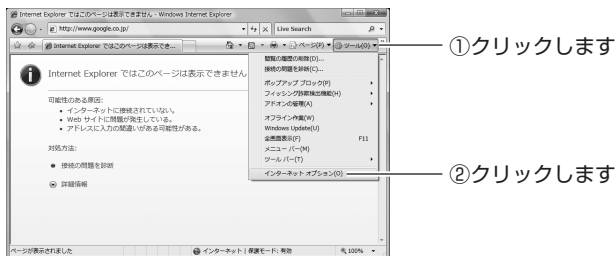 Internet Explorer ではこのページは表示できません - Windows Internet Explorer
http://www.google.co.jp/
Live Search
Internet Explorer ではこのページは表示でき...
ページ(P)
ツール(O)
①クリックします
Internet Explorer ではこのページは表示できません
可能性のある原因:
• インターネットに接続されていない。
• Web サイトに問題が発生している。
• アドレスに入力の間違いがある可能性がある。
対処方法:
接続の問題を診断
詳細情報
閲覧の履歴の削除(D)...
接続の問題を診断(C)...
ポップアップ ブロック(P)
フィッシング詐欺検出機能(H)
アドオンの管理(A)
オフライン作業(W)
Windows Update(U)
全画面表示(F) F11
メニュー バー(M)
ツール バー(T)
インターネット オプション(O)
②クリックします
ページが表示されました
インターネット | 保護モード: 有効
100%